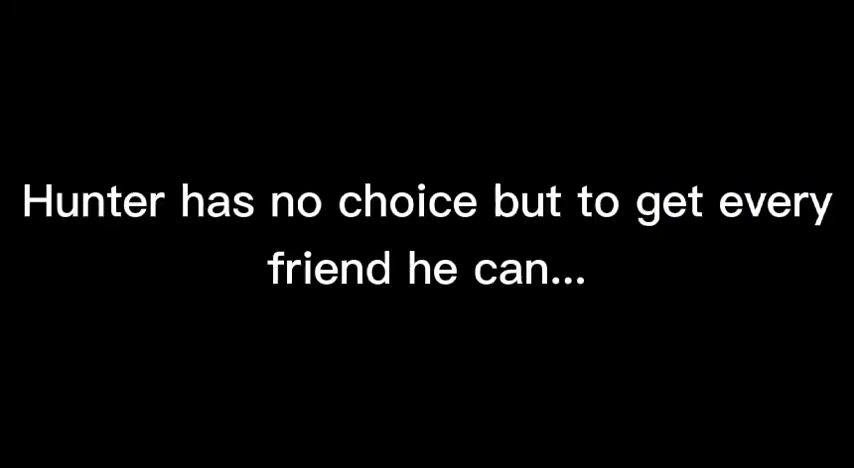 Hunter has no choice but to get every
friend he can...